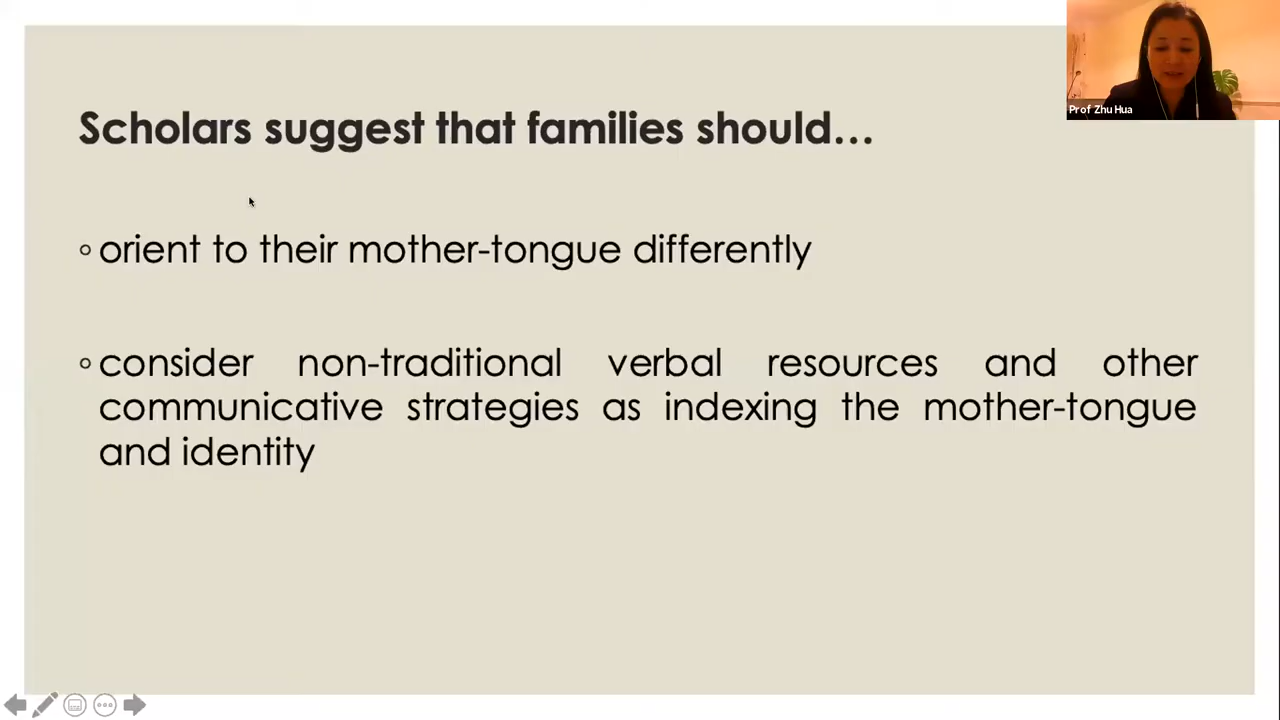 Prof Zhu Hua
Scholars suggest that families should…
◦ orient to their mother-tongue differently
◦ consider non-traditional verbal resources and other
communicative strategies as indexing the mother-tongue
and identity